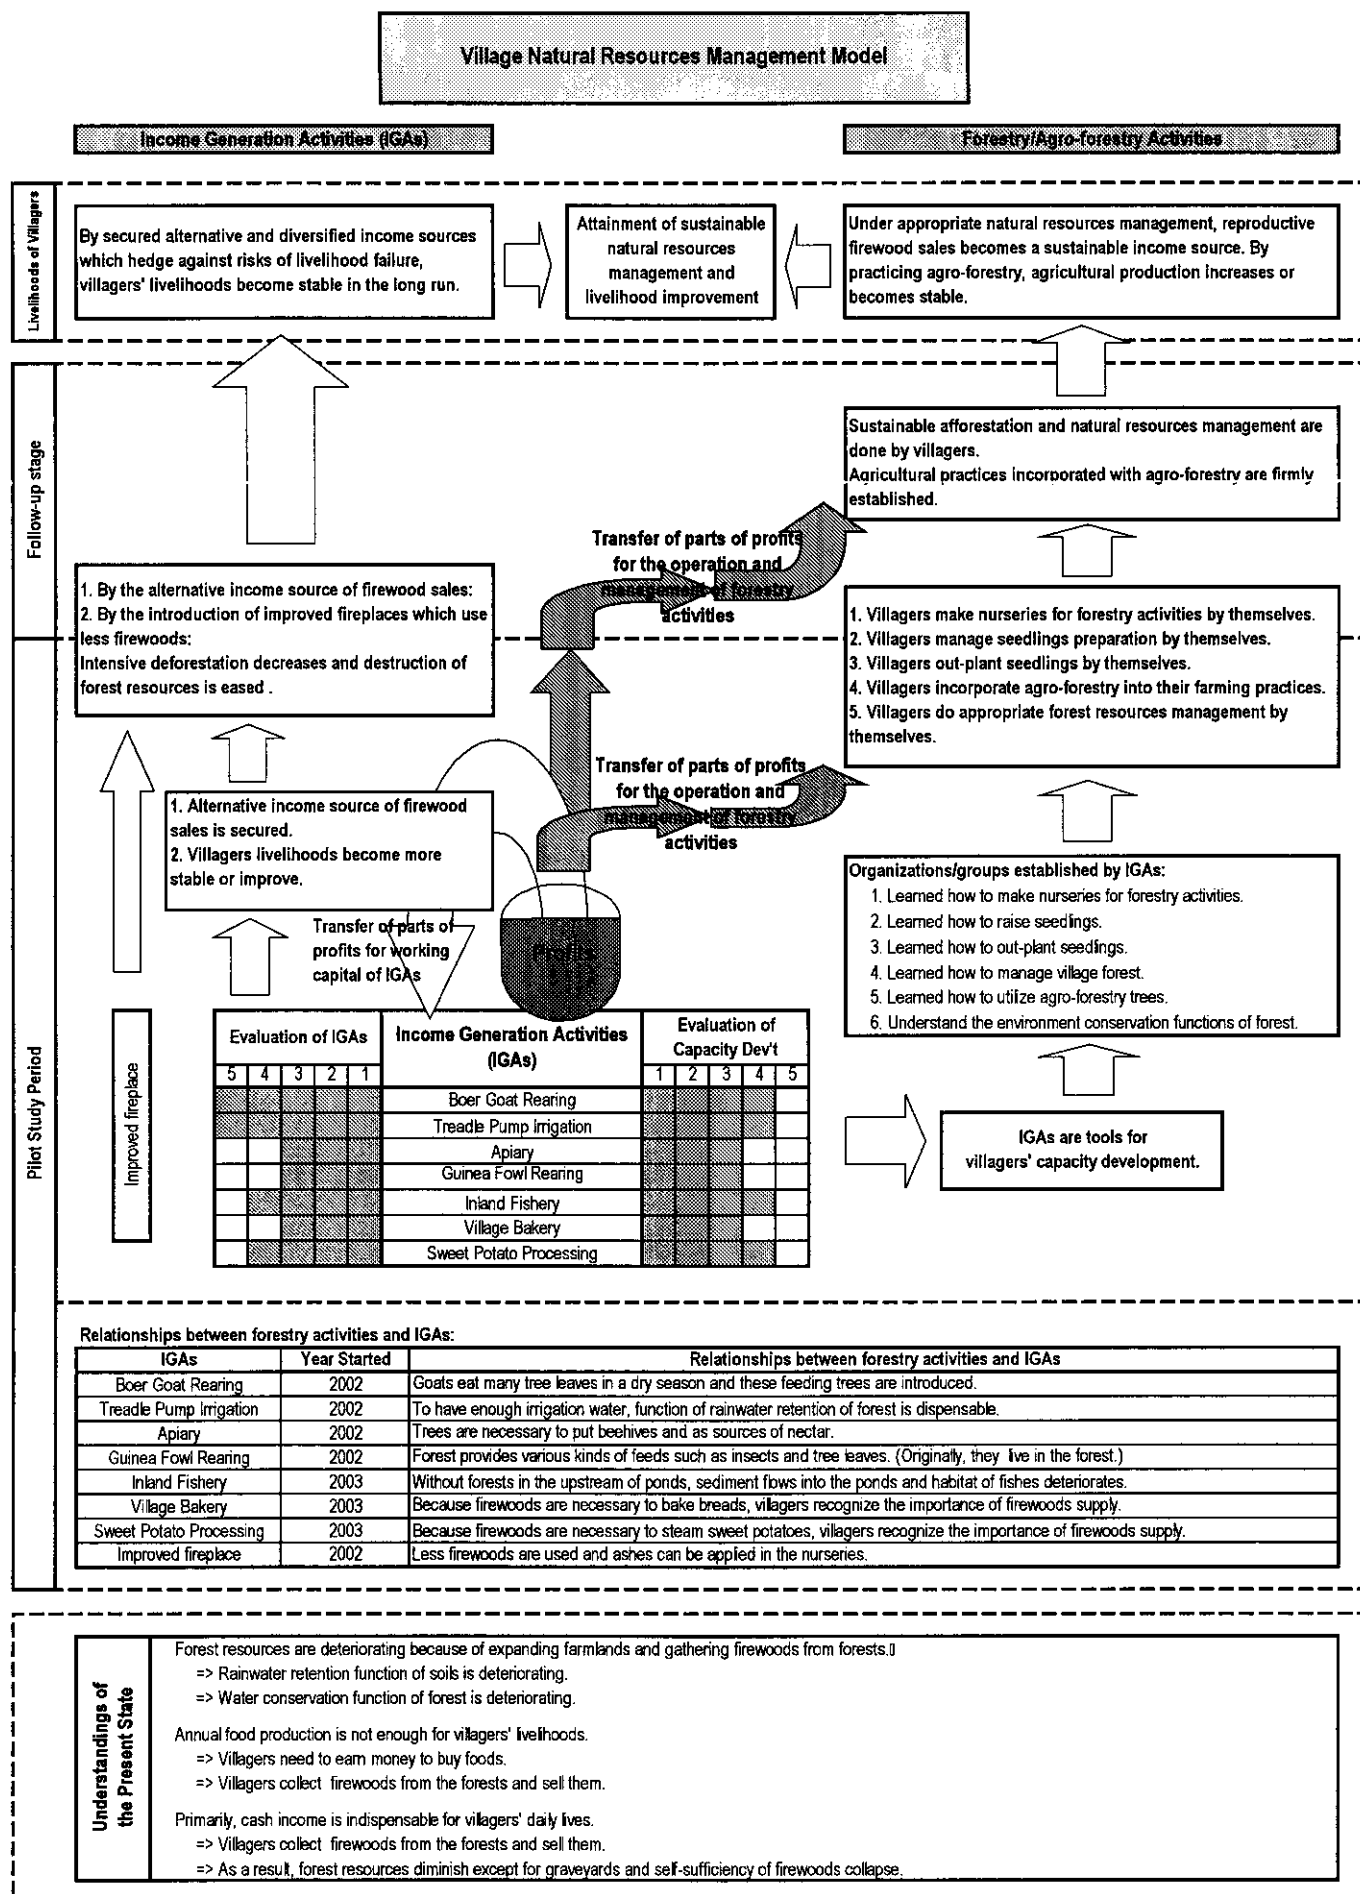 Village Natural Resources Management Model
Income Generation Activities (IGAs)
Forestry/Agro-forestry Activities
Livelihoods of Villagers
By secured alternative and diversified income sources
which hedge against risks of livelihood failure,
villagers' livelihoods become stable in the long run.
Attainment of sustainable
natural resources
management and
livelihood improvement
Under appropriate natural resources management, reproductive
firewood sales becomes a sustainable income source. By
practicing agro-forestry, agricultural production increases or
becomes stable.
Follow-up stage
Sustainable afforestation and natural resources management are
done by villagers.
Agricultural practices incorporated with agro-forestry are firmly
established.
Transfer of parts of profits
for the operation and
management of forestry
activities
1. By the alternative income source of firewood sales:
2. By the introduction of improved fireplaces which use
less firewoods:
Intensive deforestation decreases and destruction of
forest resources is eased .
1. Villagers make nurseries for forestry activities by themselves.
2. Villagers manage seedlings preparation by themselves.
3. Villagers out-plant seedlings by themselves.
4. Villagers incorporate agro-forestry into their farming practices.
5. Villagers do appropriate forest resources management by
themselves.
Pilot Study Period
Transfer of parts of profits
for the operation and
management of forestry
activities
1. Alternative income source of firewood
sales is secured.
2. Villagers livelihoods become more
stable or improve.
Transfer of parts of
profits for working
capital of IGAs
Profits
Organizations/groups established by IGAs:
1. Learned how to make nurseries for forestry activities.
2. Learned how to raise seedlings.
3. Learned how to out-plant seedlings.
4. Learned how to manage village forest.
5. Learned how to utilize agro-forestry trees.
6. Understand the environment conservation functions of forest.
Improved fireplace
Evaluation of IGAs
Income Generation Activities
(IGAs)
Evaluation of
Capacity Dev't
5 4 3 2 1
1 2 3 4 5
Boer Goat Rearing
Treadle Pump Irrigation
Apiary
Guinea Fowl Rearing
Inland Fishery
Village Bakery
Sweet Potato Processing
IGAs are tools for
villagers' capacity development.
Relationships between forestry activities and IGAs:
IGAs Year Started Relationships between forestry activities and IGAs
Boer Goat Rearing 2002 Goats eat many tree leaves in a dry season and these feeding trees are introduced.
Treadle Pump Irrigation 2002 To have enough irrigation water, function of rainwater retention of forest is dispensable.
Apiary 2002 Trees are necessary to put beehives and as sources of nectar.
Guinea Fowl Rearing 2002 Forest provides various kinds of feeds such as insects and tree leaves. (Originally, they live in the forest.)
Inland Fishery 2003 Without forests in the upstream of ponds, sediment flows into the ponds and habitat of fishes deteriorates.
Village Bakery 2003 Because firewoods are necessary to bake breads, villagers recognize the importance of firewoods supply.
Sweet Potato Processing 2003 Because firewoods are necessary to steam sweet potatoes, villagers recognize the importance of firewoods supply.
Improved fireplace 2002 Less firewoods are used and ashes can be applied in the nurseries.
Understandings of
the Present State
Forest resources are deteriorating because of expanding farmlands and gathering firewoods from forests.
=> Rainwater retention function of soils is deteriorating.
=> Water conservation function of forest is deteriorating.
Annual food production is not enough for villagers' livelihoods.
=> Villagers need to earn money to buy foods.
=> Villagers collect firewoods from the forests and sell them.
Primarily, cash income is indispensable for villagers' daily lives.
=> Villagers collect firewoods from the forests and sell them.
=> As a result, forest resources diminish except for graveyards and self-sufficiency of firewoods collapse.